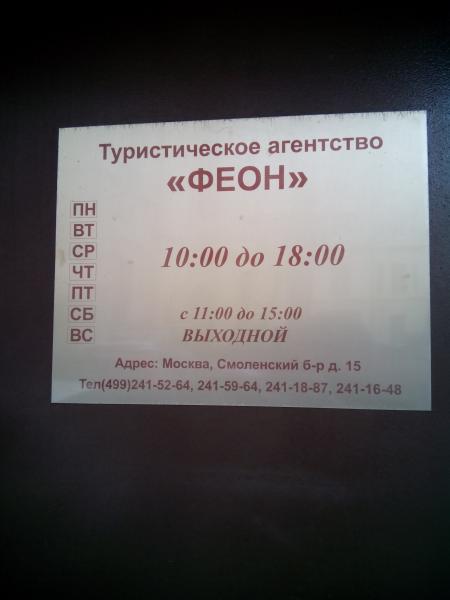 Туристическое агентство
«ФЕОН»
ПН
ВТ
СР 10:00 до 18:00
ЧТ
ПТ
СБ с 11:00 до 15:00
ВС ВЫХОДНОЙ
Адрес: Москва, Смоленский б-р д. 15
Тел(499)241-52-64, 241-59-64, 241-18-87, 241-16-48